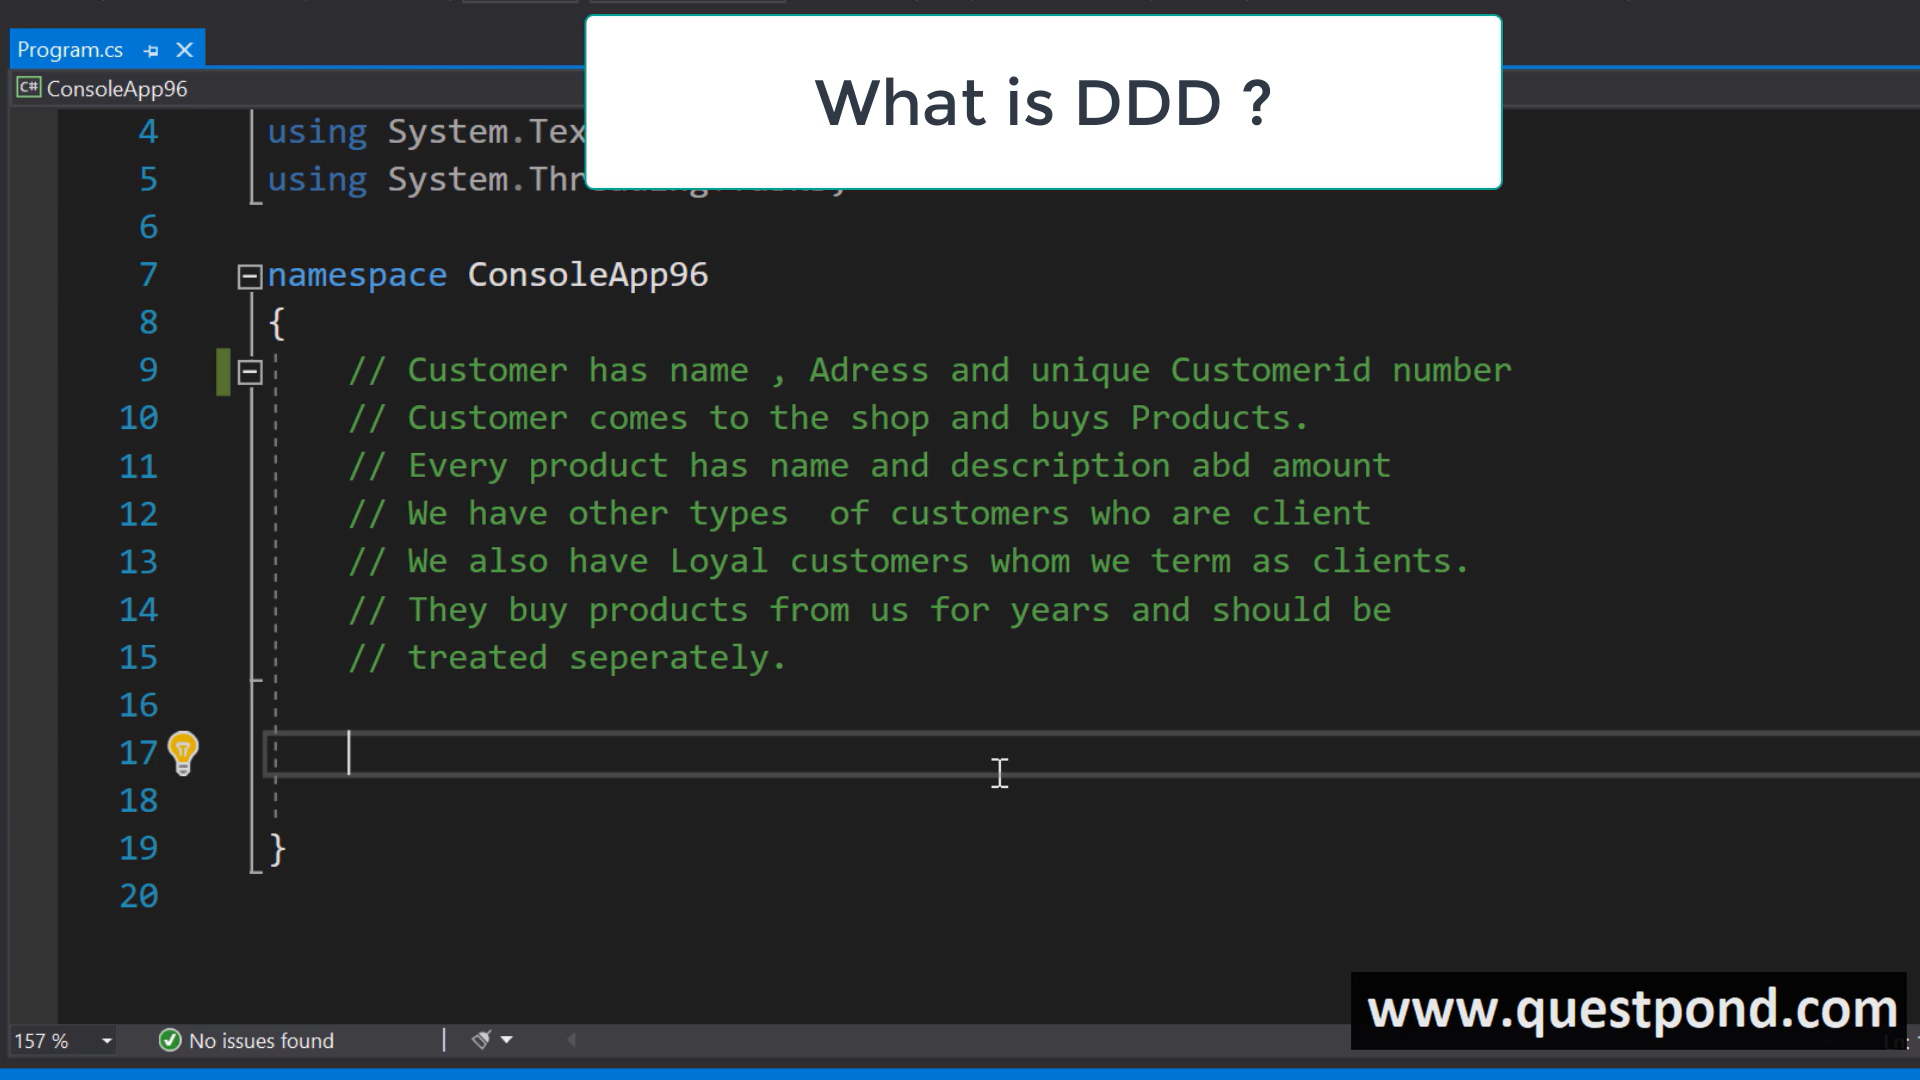 What is DDD ?
Program.cs
C# ConsoleApp96
4 using System.Tex
5 using System.Thr
6
7 namespace ConsoleApp96
8 {
9 // Customer has name , Adress and unique Customerid number
10 // Customer comes to the shop and buys Products.
11 // Every product has name and description abd amount
12 // We have other types  of customers who are client
13 // We also have Loyal customers whom we term as clients.
14 // They buy products from us for years and should be
15 // treated seperately.
16
17
18
19 }
20
www.questpond.com
157 % No issues found